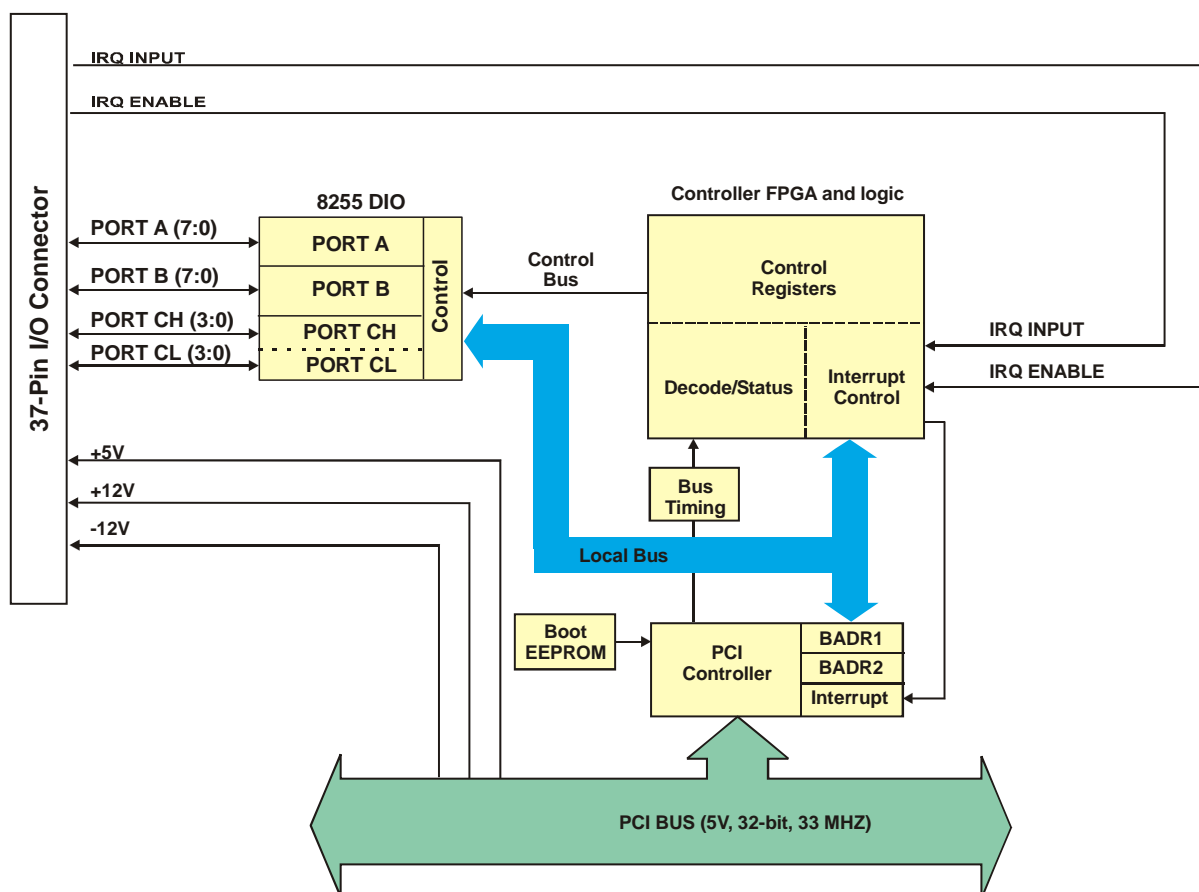 IRQ INPUT
IRQ ENABLE
37-Pin I/O Connector
8255 DIO
Controller FPGA and logic
PORT A (7:0)
PORT A
PORT B (7:0)
PORT B
PORT CH (3:0)
PORT CH
PORT CL (3:0)
PORT CL
Control
Control
Bus
Control
Registers
Decode/Status
Interrupt
Control
IRQ INPUT
IRQ ENABLE
+5V
+12V
-12V
Bus
Timing
Local Bus
Boot
EEPROM
PCI
Controller
BADR1
BADR2
Interrupt
PCI BUS (5V, 32-bit, 33 MHZ)